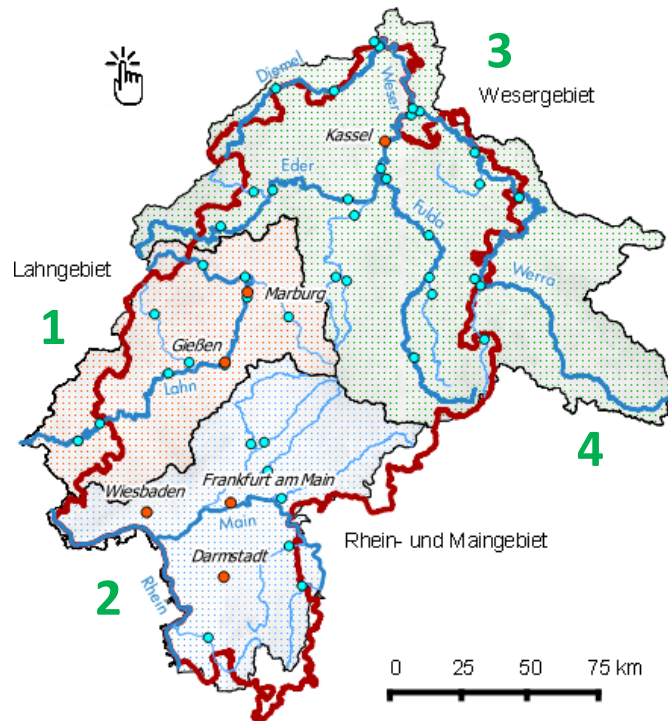 3
Wesergebiet
Diemel
Weser
Kassel
Eder
Fulda
Werra
Lahngebiet
1
Marburg
Gießen
Lahn
4
Wiesbaden
Frankfurt am Main
Main
Rhein- und Maingebiet
Darmstadt
2
Rhein
0 25 50 75 km